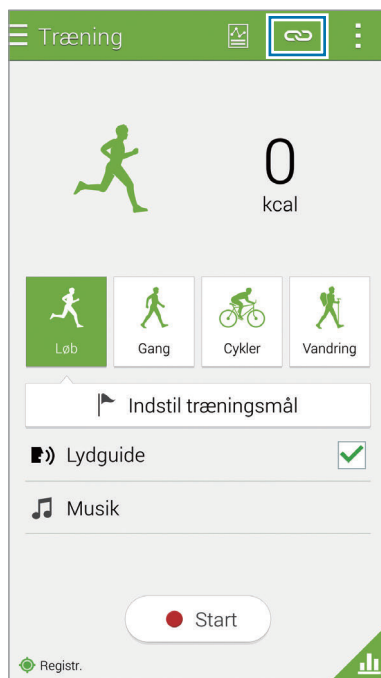 Træning
0
kcal
Løb
Gang
Cykler
Vandring
Indstil træningsmål
Lydguide
Musik
Start
Registr.